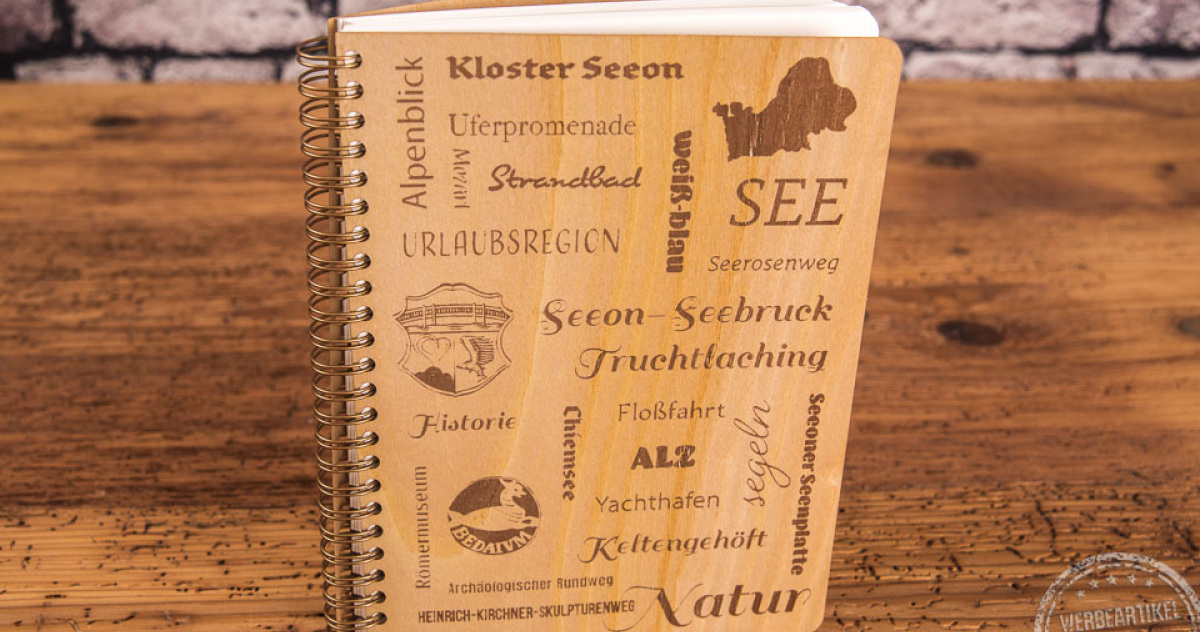 Alpenblick
Kloster Seeon
Uferpromenade
Mozart
Strandbad
weiß-blau
SEE
URLAUBSREGION
Seerosenweg
Seeon-Seebruck
Truchtlaching
Historie
Chiemsee
Floßfahrt
ALZ
segeln
Seeoner Seenplatte
Yachthafen
Römermuseum
BEDAIVM
Keltengehöft
Archäologischer Rundweg
HEINRICH-KIRCHNER-SKULPTURENWEG
Natur
WERBEARTIKEL